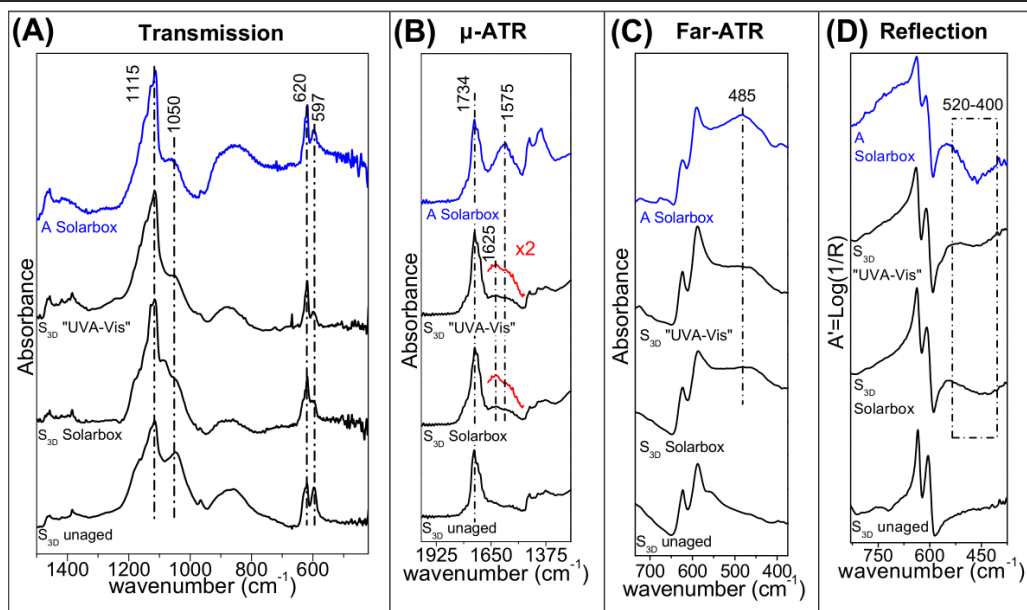 (A) Transmission
1115
1050
620
597
A Solarbox
S3D "UVA-Vis"
S3D Solarbox
S3D unaged
Absorbance
1400 1200 1000 800 600
wavenumber (cm-1)
(B) μ-ATR
1734
1575
1625
x2
A Solarbox
S3D "UVA-Vis"
S3D Solarbox
S3D unaged
Absorbance
1925 1650 1375
wavenumber (cm-1)
(C) Far-ATR
485
A Solarbox
S3D "UVA-Vis"
S3D Solarbox
S3D unaged
Absorbance
700 600 500 400
wavenumber (cm-1)
(D) Reflection
520-400
A
Solarbox
S3D
"UVA-Vis"
S3D
Solarbox
S3D unaged
A'=Log(1/R)
750 600 450
wavenumber (cm-1)